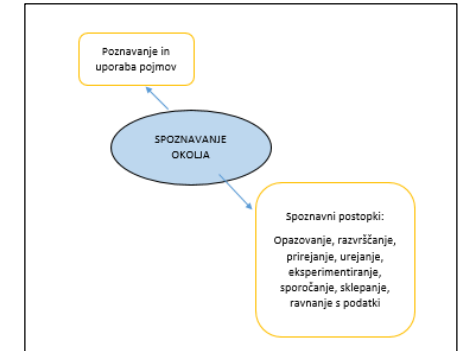 Poznavanje in
uporaba pojmov
SPOZNAVANJE
OKOLJA
Spoznavni postopki:
Opazovanje, razvrščanje,
prirejanje, urejanje,
eksperimentiranje,
sporočanje, sklepanje,
ravnanje s podatki